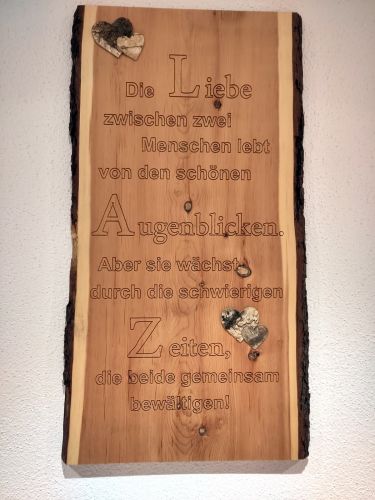 Die Liebe
zwischen zwei
Menschen lebt
von den schönen
Augenblicken.
Aber sie wächst
durch die schwierigen
Zeiten,
die beide gemeinsam
bewältigen!